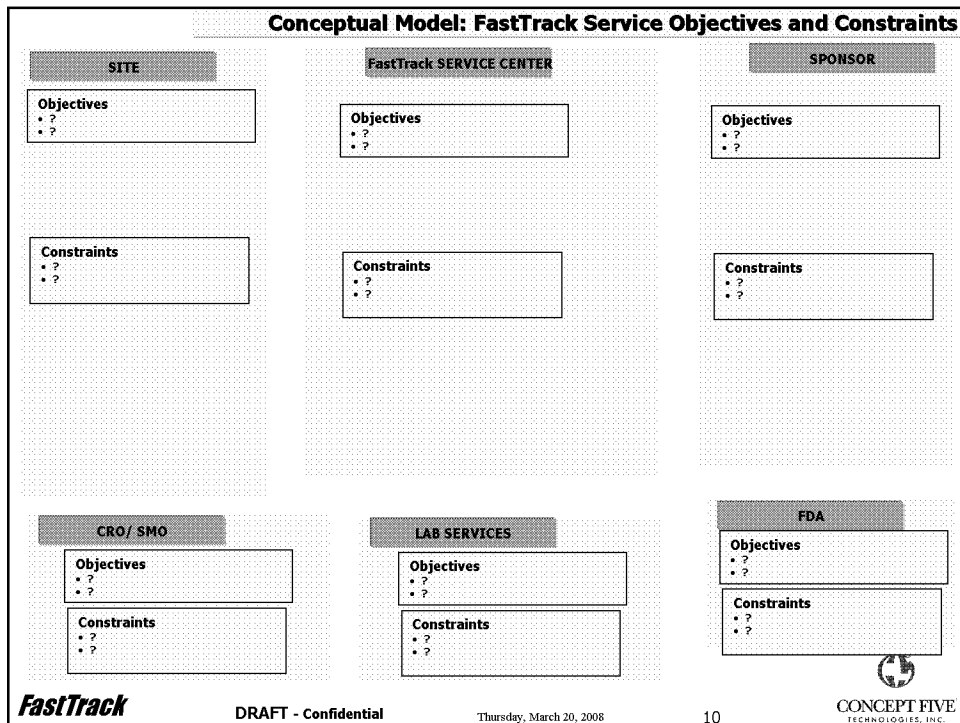 Conceptual Model: FastTrack Service Objectives and Constraints
SITE
Objectives
• ?
• ?
Constraints
• ?
• ?
FastTrack SERVICE CENTER
Objectives
• ?
• ?
Constraints
• ?
• ?
SPONSOR
Objectives
• ?
• ?
Constraints
• ?
• ?
CRO/ SMO
Objectives
• ?
• ?
Constraints
• ?
• ?
LAB SERVICES
Objectives
• ?
• ?
Constraints
• ?
• ?
FDA
Objectives
• ?
• ?
Constraints
• ?
• ?
FastTrack
DRAFT - Confidential
Thursday, March 20, 2008
10
CONCEPT FIVE
TECHNOLOGIES, INC.